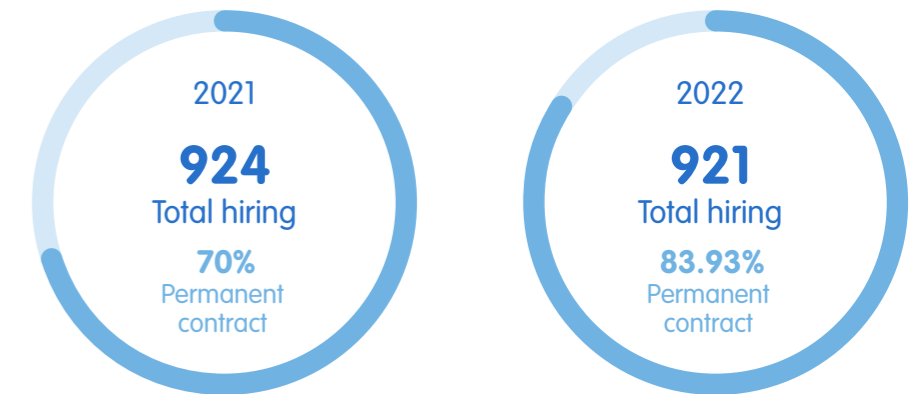 2021
924
Total hiring
70%
Permanent
contract
2022
921
Total hiring
83.93%
Permanent
contract